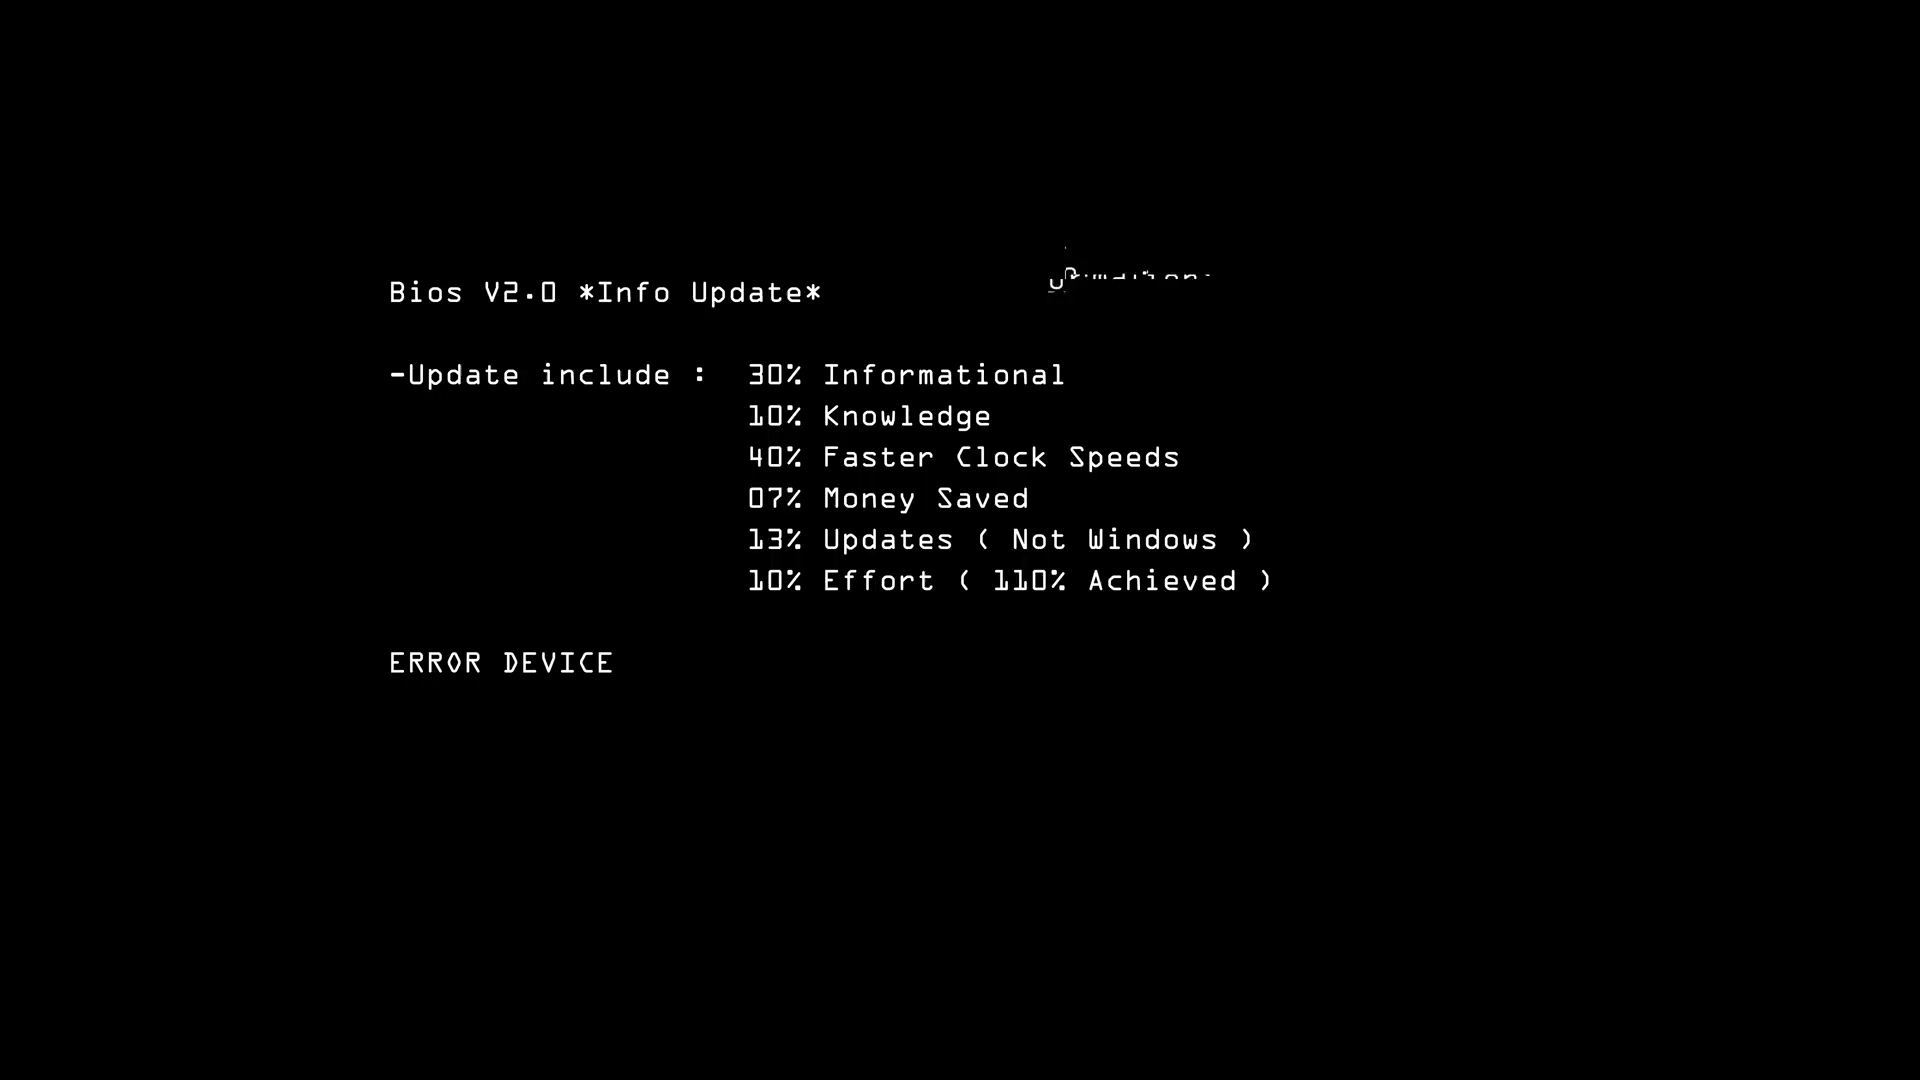 Bios V2.0 *Info Update*
-Update include : 30% Informational
10% Knowledge
40% Faster Clock Speeds
07% Money Saved
13% Updates ( Not Windows )
10% Effort ( 110% Achieved )
ERROR DEVICE